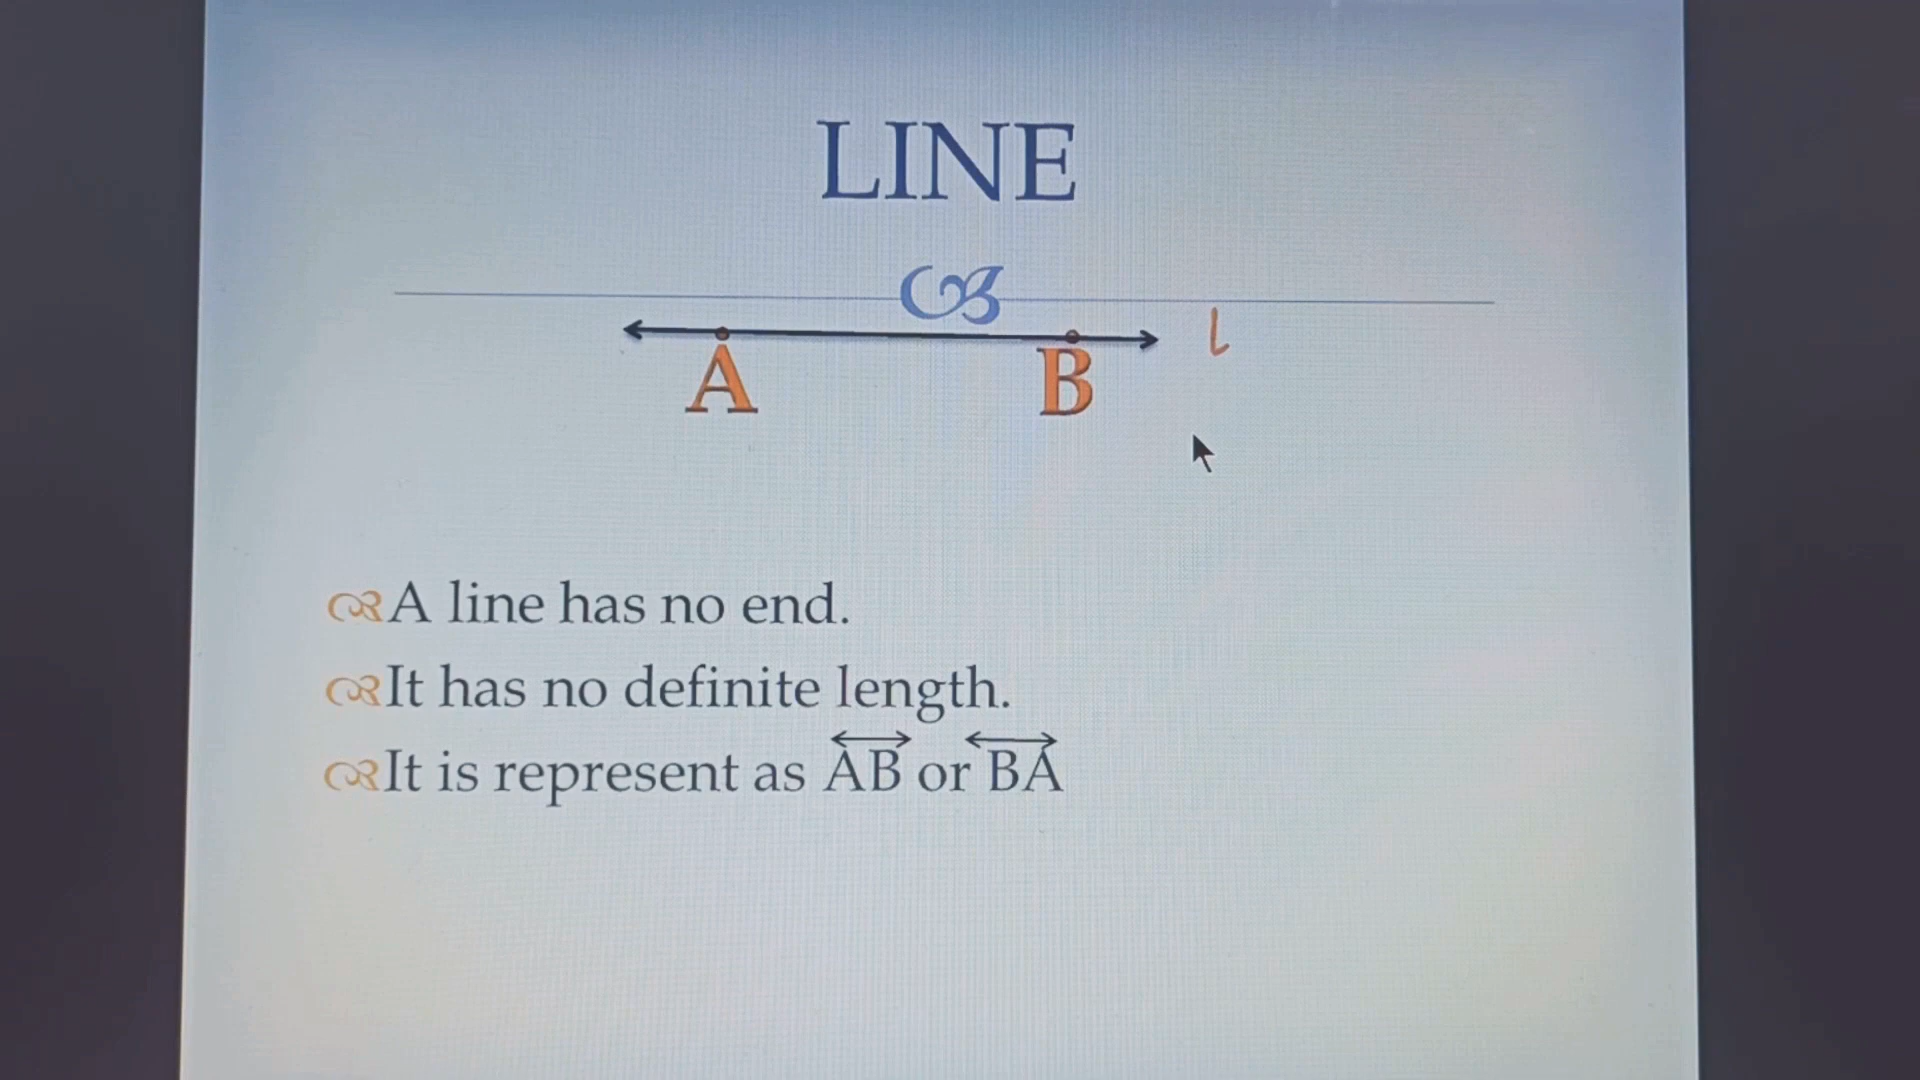 LINE
l
A B
A line has no end.
It has no definite length.
It is represent as AB or BA